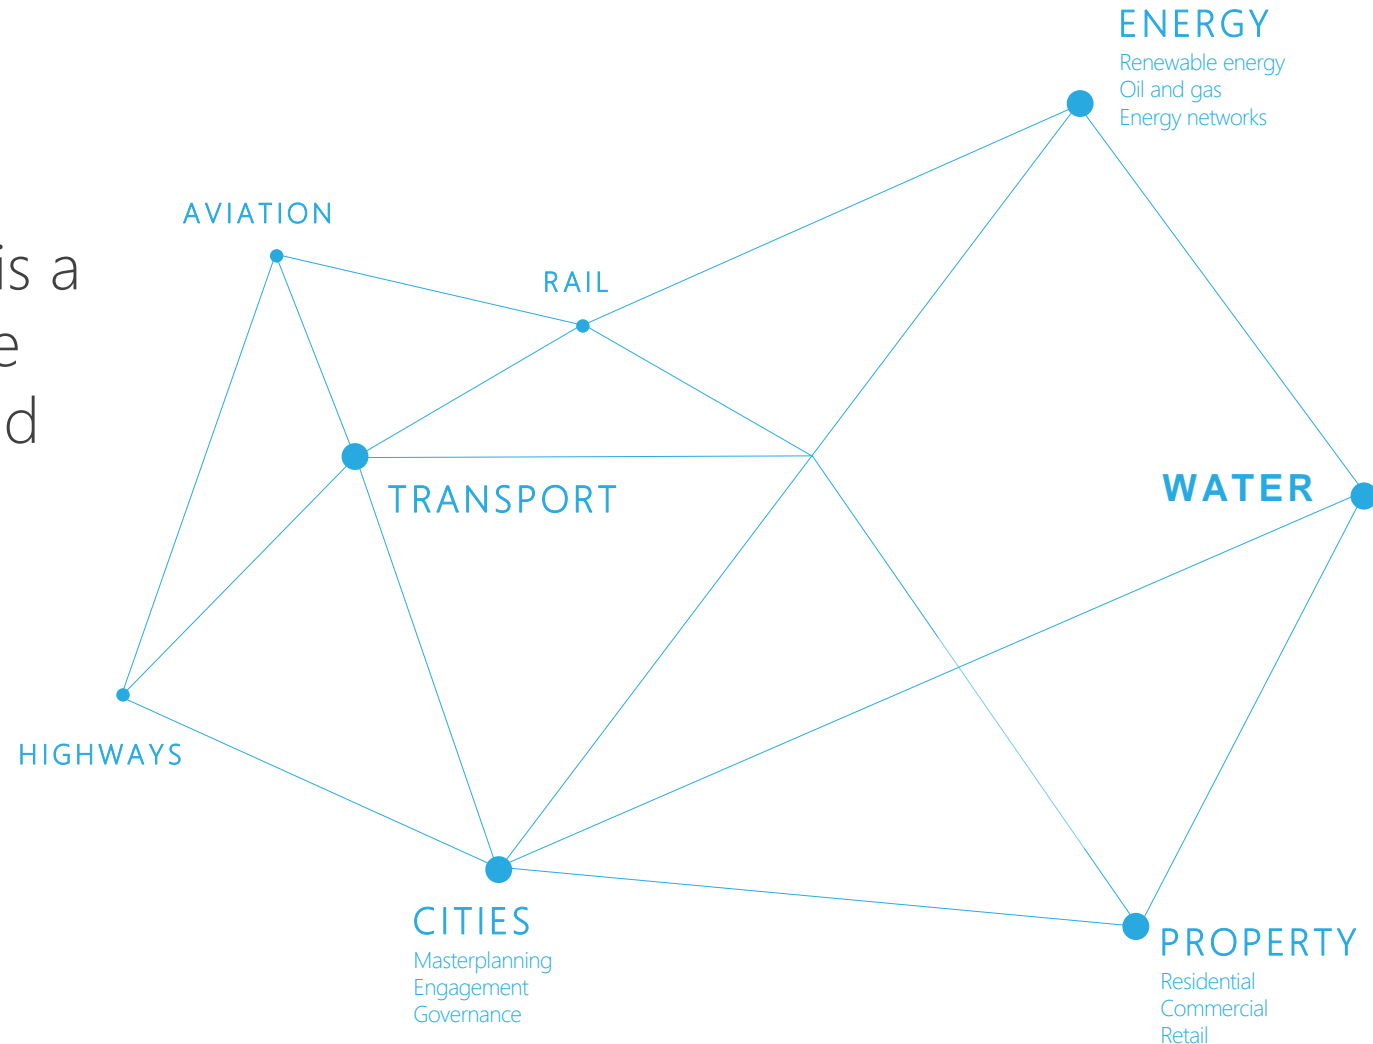 ENERGY
Renewable energy
Oil and gas
Energy networks
AVIATION
is a
RAIL
e
d
WATER
TRANSPORT
HIGHWAYS
CITIES
Masterplanning
Engagement
Governance
PROPERTY
Residential
Commercial
Retail